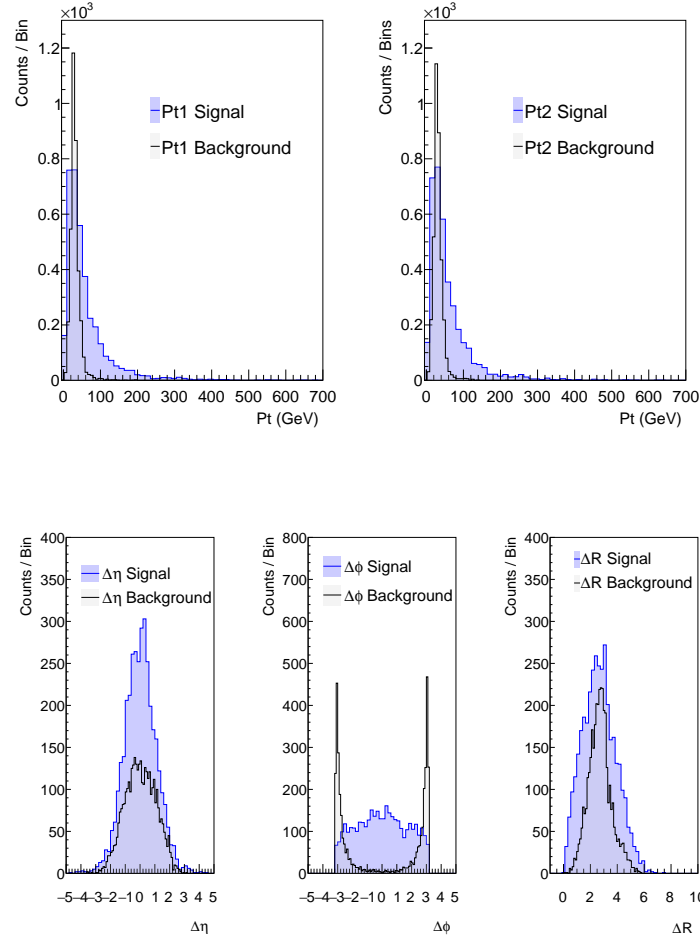 ×10³ ×10³
Counts / Bin Counts / Bins
1.2 1.2
Pt1 Signal Pt2 Signal
1 1
Pt1 Background Pt2 Background
0.8 0.8
0.6 0.6
0.4 0.4
0.2 0.2
0 0
0 100 200 300 400 500 600 700 0 100 200 300 400 500 600 700
Pt (GeV) Pt (GeV)
Counts / Bin Counts / Bin Counts / Bin
400 800 400
Δη Signal Δϕ Signal ΔR Signal
350 700 350
Δη Background Δϕ Background ΔR Background
300 600 300
250 500 250
200 400 200
150 300 150
100 200 100
50 100 50
0 0 0
−5−4−3−2−1 0 1 2 3 4 5 −5−4−3−2−1 0 1 2 3 4 5 0 2 4 6 8 10
Δη Δϕ ΔR